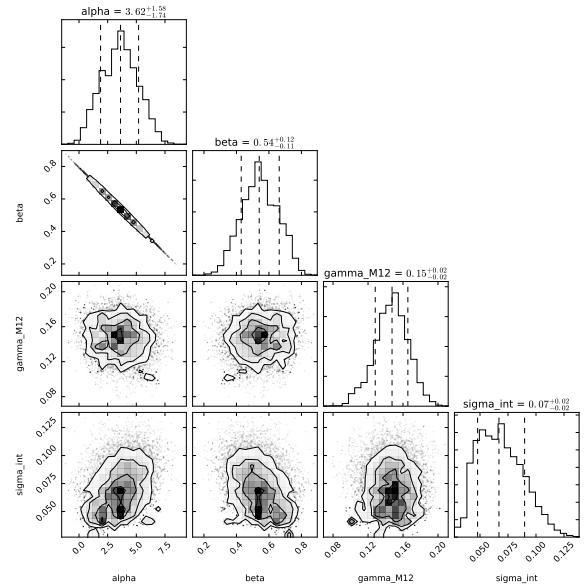 alpha = 3.62+1.58 −1.74
beta = 0.54+0.12 −0.11
0.8
0.6
0.4
0.2
beta
gamma_M12 = 0.15+0.02 −0.02
0.20
0.16
0.12
0.08
gamma_M12
sigma_int = 0.07+0.02 −0.02
0.125
0.100
0.075
0.050
sigma_int
0.0 2.5 5.0 7.5
0.2 0.4 0.6 0.8
0.08 0.12 0.16 0.20
0.050 0.075 0.100 0.125
alpha beta gamma_M12 sigma_int